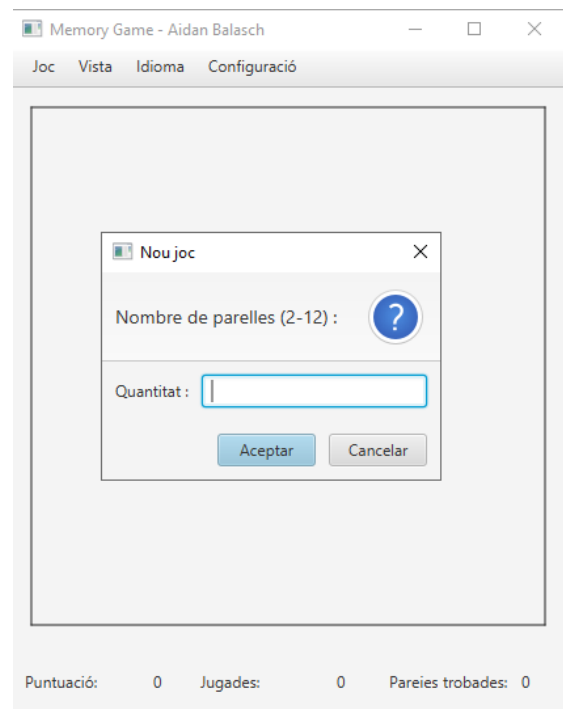 Memory Game - Aidan Balasch
Joc Vista Idioma Configuració
Nou joc
Nombre de parelles (2-12) :
?
Quantitat :
Aceptar Cancelar
Puntuació: 0 Jugades: 0 Pareies trobades: 0